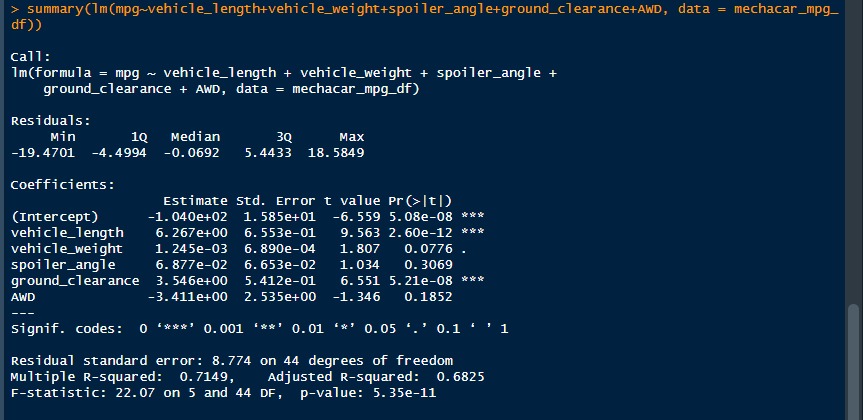 > summary(lm(mpg~vehicle_length+vehicle_weight+spoiler_angle+ground_clearance+AWD, data = mechacar_mpg_
df))
Call:
lm(formula = mpg ~ vehicle_length + vehicle_weight + spoiler_angle +
    ground_clearance + AWD, data = mechacar_mpg_df)
Residuals:
     Min       1Q   Median       3Q      Max
-19.4701  -4.4994  -0.0692   5.4433  18.5849
Coefficients:
                   Estimate Std. Error t value Pr(>|t|)
(Intercept)      -1.040e+02  1.585e+01  -6.559 5.08e-08 ***
vehicle_length    6.267e+00  6.553e-01   9.563 2.60e-12 ***
vehicle_weight    1.245e-03  6.890e-04   1.807   0.0776 .
spoiler_angle     6.877e-02  6.653e-02   1.034   0.3069
ground_clearance  3.546e+00  5.412e-01   6.551 5.21e-08 ***
AWD              -3.411e+00  2.535e+00  -1.346   0.1852
---
Signif. codes:  0 ‘***’ 0.001 ‘**’ 0.01 ‘*’ 0.05 ‘.’ 0.1 ‘ ’ 1
Residual standard error: 8.774 on 44 degrees of freedom
Multiple R-squared:  0.7149,    Adjusted R-squared:  0.6825
F-statistic: 22.07 on 5 and 44 DF,  p-value: 5.35e-11